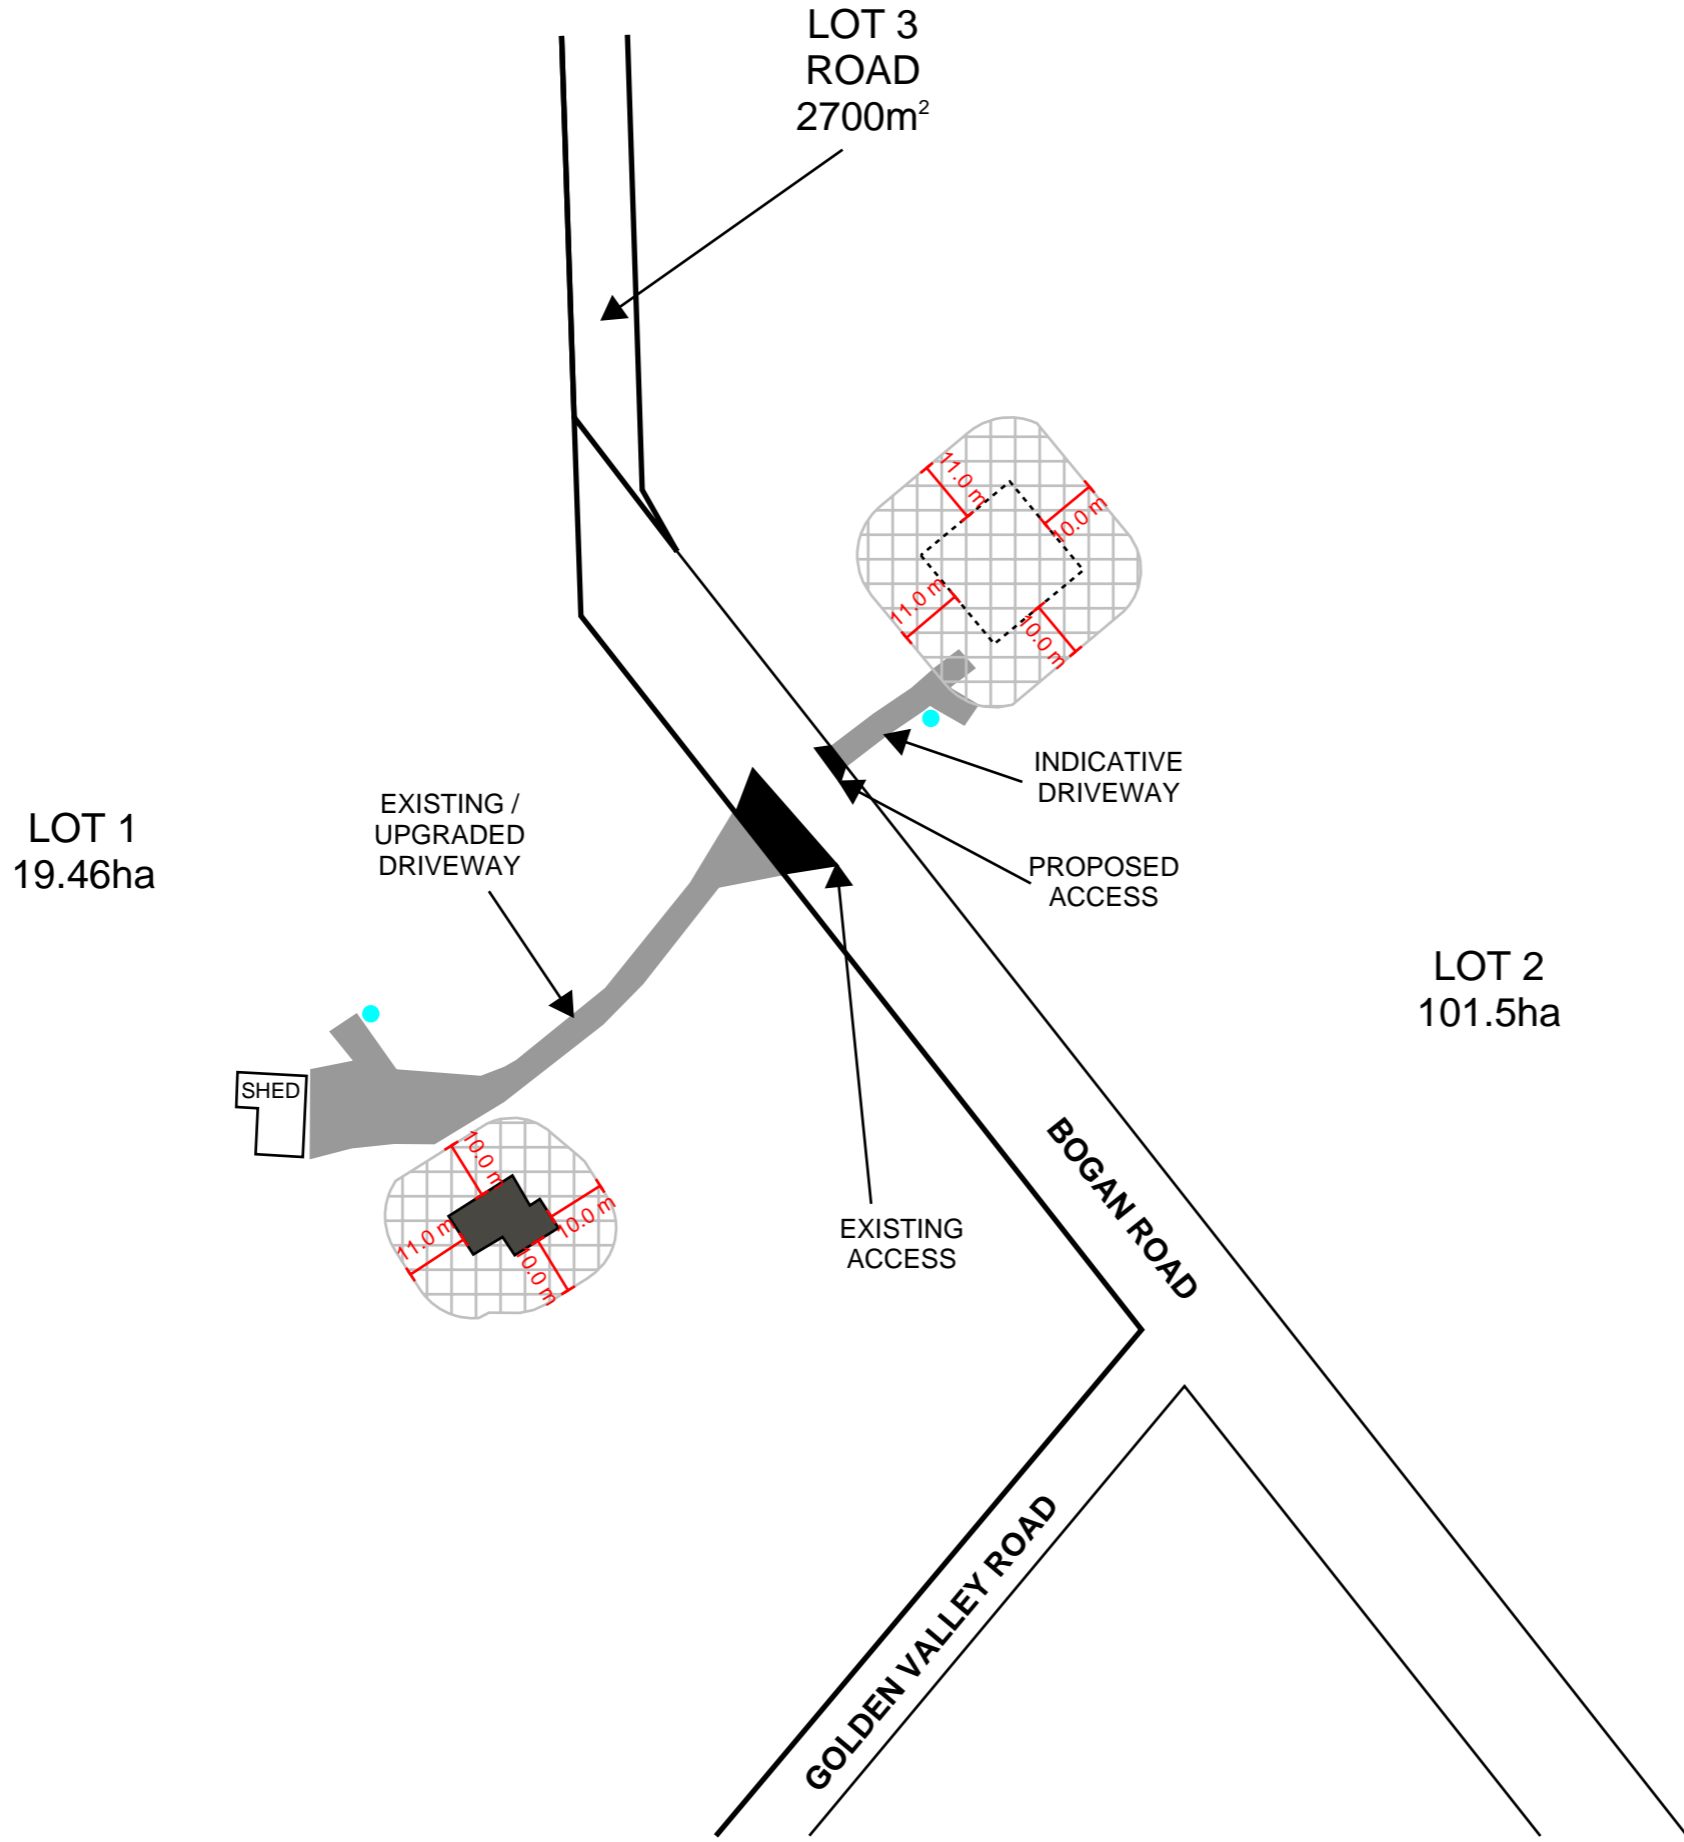 LOT 3
ROAD
2700m²
11.0 m
10.0 m
11.0 m
10.0 m
INDICATIVE
DRIVEWAY
EXISTING /
UPGRADED
DRIVEWAY
LOT 1
19.46ha
PROPOSED
ACCESS
LOT 2
101.5ha
SHED
10.0 m
10.0 m
11.0 m
10.0 m
EXISTING
ACCESS
BOGAN ROAD
GOLDEN VALLEY ROAD